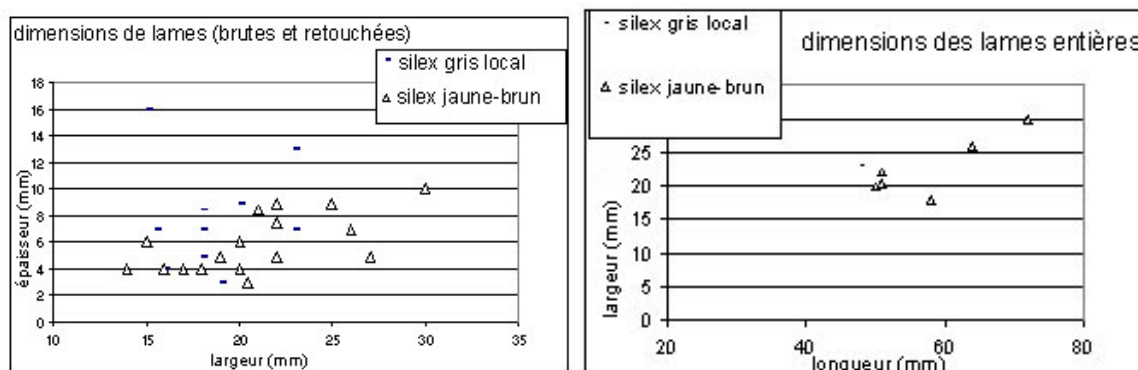 dimensions de lames (brutes et retouchées)
silex gris local
silex jaune-brun
18
16
14
12
10
8
6
4
2
0
épaisseur (mm)
10
15
20
25
30
35
largeur (mm)
silex gris local
silex jaune-brun
dimensions des lames entières
25
20
15
10
5
0
largeur (mm)
20
40
60
80
longueur (mm)